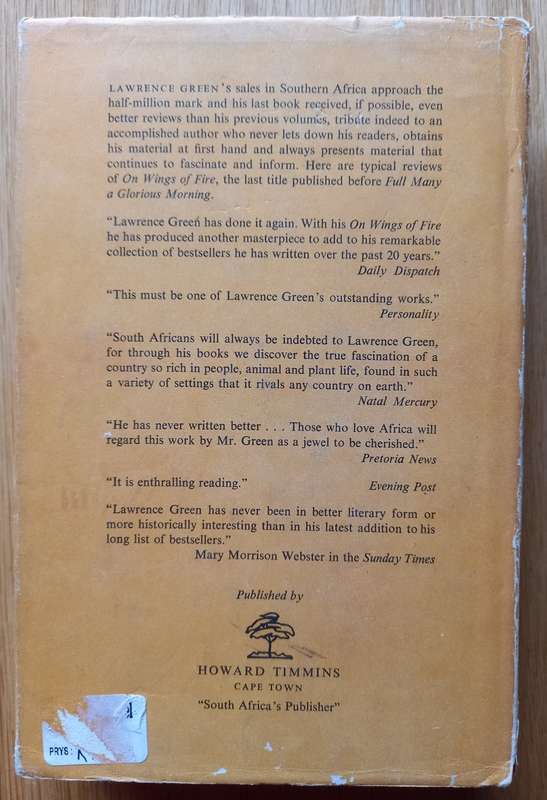 LAWRENCE GREEN'S sales in Southern Africa approach the
half-million mark and his last book received, if possible, even
better reviews than his previous volumes, tribute indeed to an
accomplished author who never lets down his readers, obtains
his material at first hand and always presents material that
continues to fascinate and inform. Here are typical reviews
of On Wings of Fire, the last title published before Full Many
a Glorious Morning.
"Lawrence Green has done it again. With his On Wings of Fire
he has produced another masterpiece to add to his remarkable
collection of bestsellers he has written over the past 20 years."
Daily Dispatch
"This must be one of Lawrence Green's outstanding works."
Personality
"South Africans will always be indebted to Lawrence Green,
for through his books we discover the true fascination of a
country so rich in people, animal and plant life, found in such
a variety of settings that it rivals any country on earth."
Natal Mercury
"He has never written better . . . Those who love Africa will
regard this work by Mr. Green as a jewel to be cherished."
Pretoria News
"It is enthralling reading." Evening Post
"Lawrence Green has never been in better literary form or
more historically interesting than in his latest addition to his
long list of bestsellers."
Mary Morrison Webster in the Sunday Times
Published by
HOWARD TIMMINS
CAPE TOWN
"South Africa's Publisher"
PRYS: